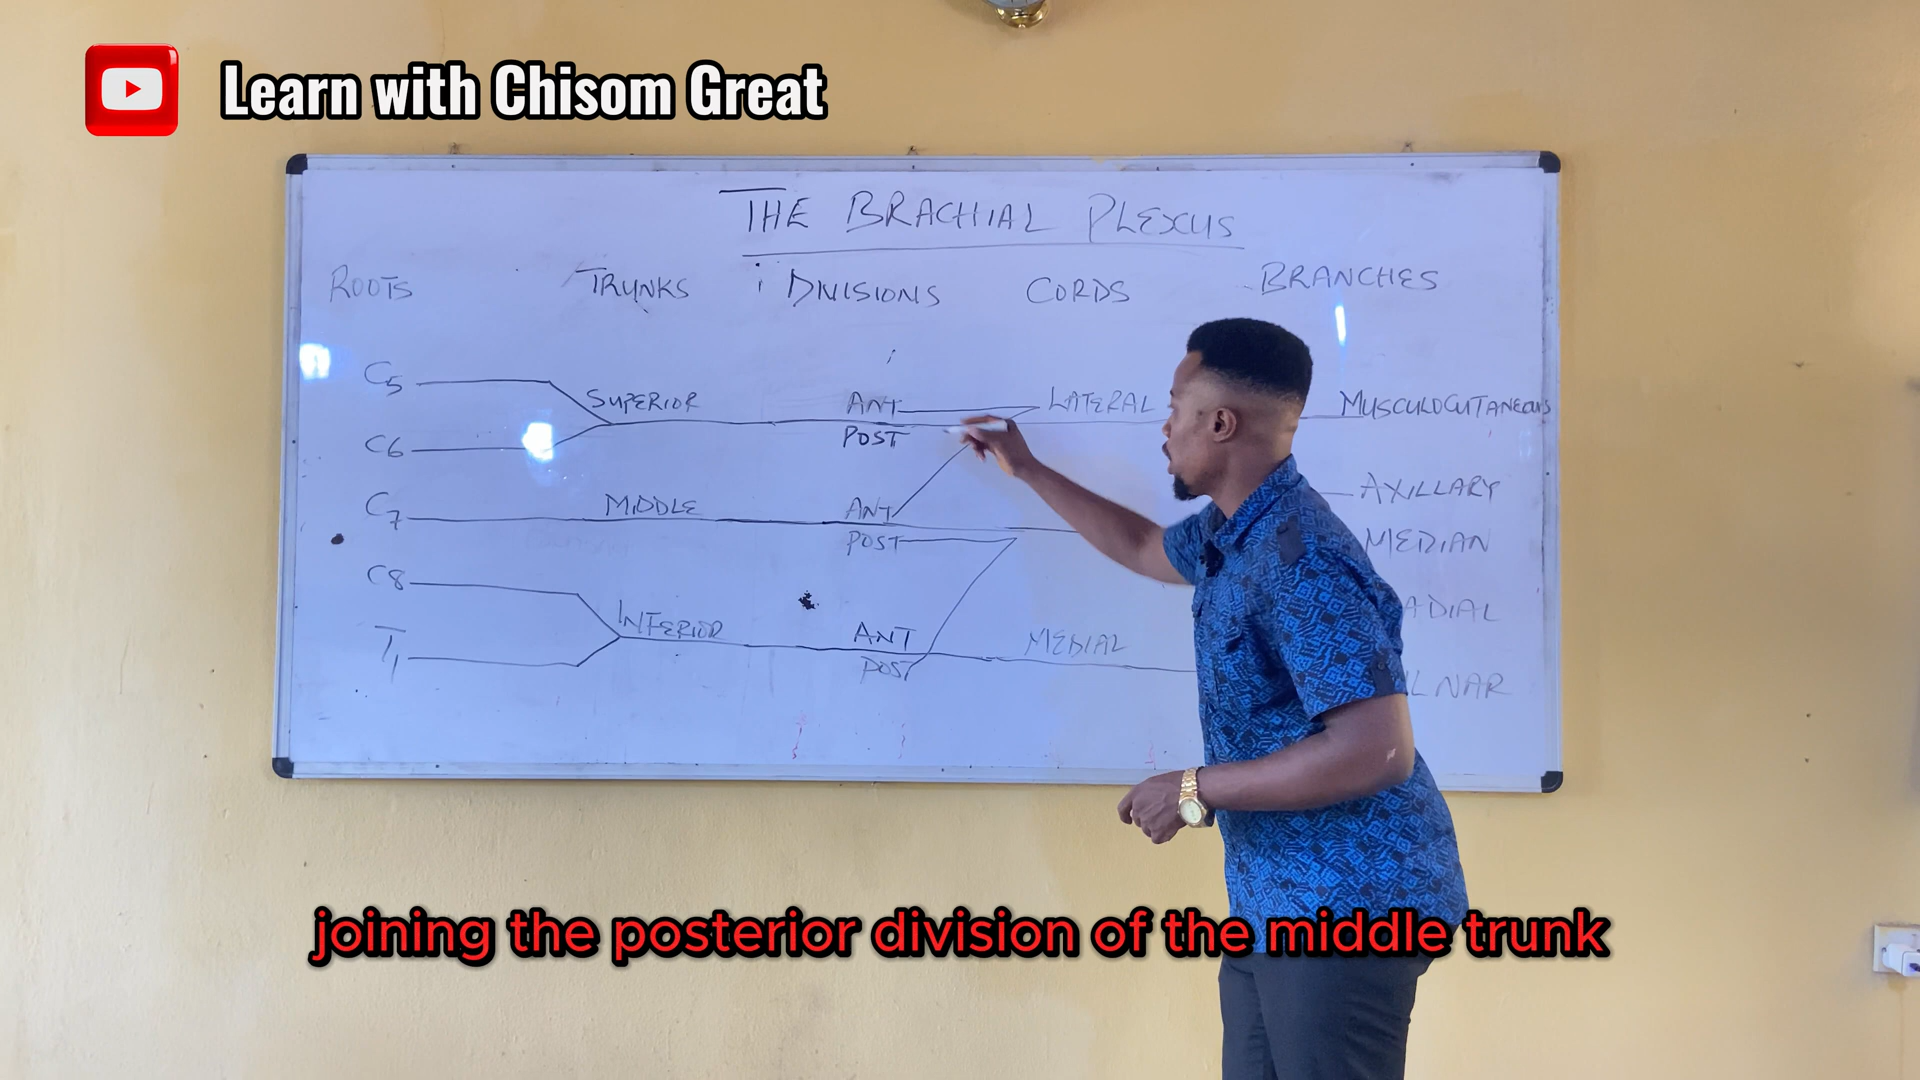 Learn with Chisom Great
THE BRACHIAL PLEXUS
ROOTS TRUNKS DIVISIONS CORDS BRANCHES
C5 SUPERIOR ANT LATERAL MUSCULOCUTANEOUS
C6 POST
C7 MIDDLE ANT AXILLARY
POST MEDIAN
C8 INFERIOR ANT MEDIAL ADIAL
T1 POST LNAR
joining the posterior division of the middle trunk